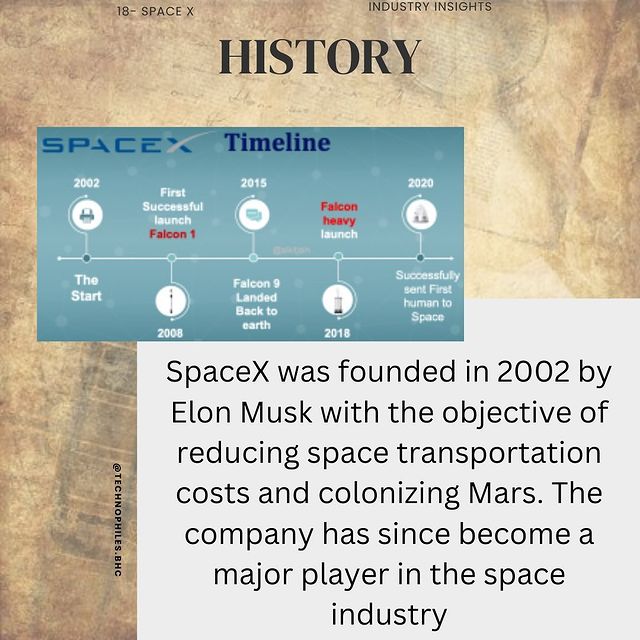 18- SPACE X
INDUSTRY INSIGHTS
HISTORY
SPACEX Timeline
2002
The
Start
First
Successful
launch
Falcon 1
2008
2015
Falcon 9
Landed
Back to
earth
Falcon
heavy
launch
2018
2020
Successfully
sent First
human to
Space
SpaceX was founded in 2002 by
Elon Musk with the objective of
reducing space transportation
costs and colonizing Mars. The
company has since become a
major player in the space
industry
@TECHNOPHILES.BHC